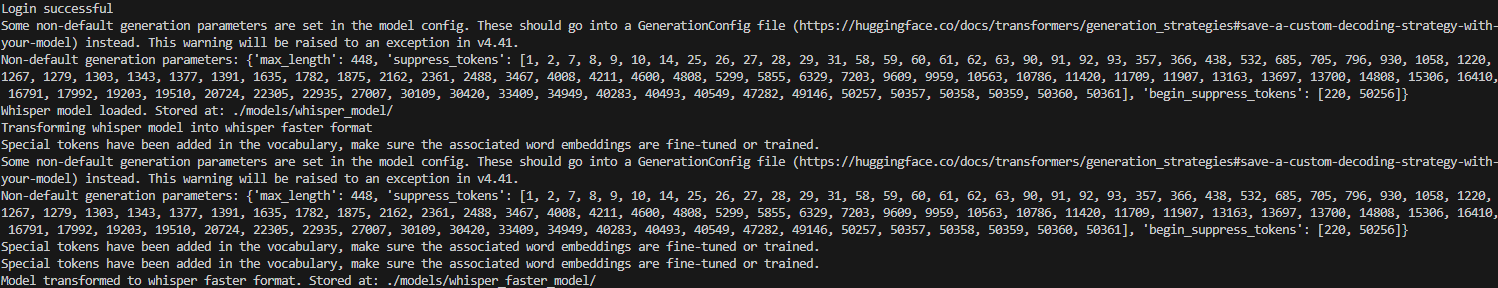 Login successful
Some non-default generation parameters are set in the model config. These should go into a GenerationConfig file (https://huggingface.co/docs/transformers/generation_strategies#save-a-custom-decoding-strategy-with-
your-model) instead. This warning will be raised to an exception in v4.41.
Non-default generation parameters: {'max_length': 448, 'suppress_tokens': [1, 2, 7, 8, 9, 10, 14, 25, 26, 27, 28, 29, 31, 58, 59, 60, 61, 62, 63, 90, 91, 92, 93, 357, 366, 438, 532, 685, 705, 796, 930, 1058, 1220,
1267, 1279, 1303, 1343, 1377, 1391, 1635, 1782, 1875, 2162, 2361, 2488, 3467, 4008, 4211, 4600, 4808, 5299, 5855, 6329, 7203, 9609, 9959, 10563, 10786, 11420, 11709, 11907, 13163, 13697, 13700, 14808, 15306, 16410,
16791, 17992, 19203, 19510, 20724, 22305, 22935, 27007, 30109, 30420, 33409, 34949, 40283, 40493, 40549, 47282, 49146, 50257, 50357, 50358, 50359, 50360, 50361], 'begin_suppress_tokens': [220, 50256]}
Whisper model loaded. Stored at: ./models/whisper_model/
Transforming whisper model into whisper faster format
Special tokens have been added in the vocabulary, make sure the associated word embeddings are fine-tuned or trained.
Some non-default generation parameters are set in the model config. These should go into a GenerationConfig file (https://huggingface.co/docs/transformers/generation_strategies#save-a-custom-decoding-strategy-with-
your-model) instead. This warning will be raised to an exception in v4.41.
Non-default generation parameters: {'max_length': 448, 'suppress_tokens': [1, 2, 7, 8, 9, 10, 14, 25, 26, 27, 28, 29, 31, 58, 59, 60, 61, 62, 63, 90, 91, 92, 93, 357, 366, 438, 532, 685, 705, 796, 930, 1058, 1220,
1267, 1279, 1303, 1343, 1377, 1391, 1635, 1782, 1875, 2162, 2361, 2488, 3467, 4008, 4211, 4600, 4808, 5299, 5855, 6329, 7203, 9609, 9959, 10563, 10786, 11420, 11709, 11907, 13163, 13697, 13700, 14808, 15306, 16410,
16791, 17992, 19203, 19510, 20724, 22305, 22935, 27007, 30109, 30420, 33409, 34949, 40283, 40493, 40549, 47282, 49146, 50257, 50357, 50358, 50359, 50360, 50361], 'begin_suppress_tokens': [220, 50256]}
Special tokens have been added in the vocabulary, make sure the associated word embeddings are fine-tuned or trained.
Special tokens have been added in the vocabulary, make sure the associated word embeddings are fine-tuned or trained.
Model transformed to whisper faster format. Stored at: ./models/whisper_faster_model/